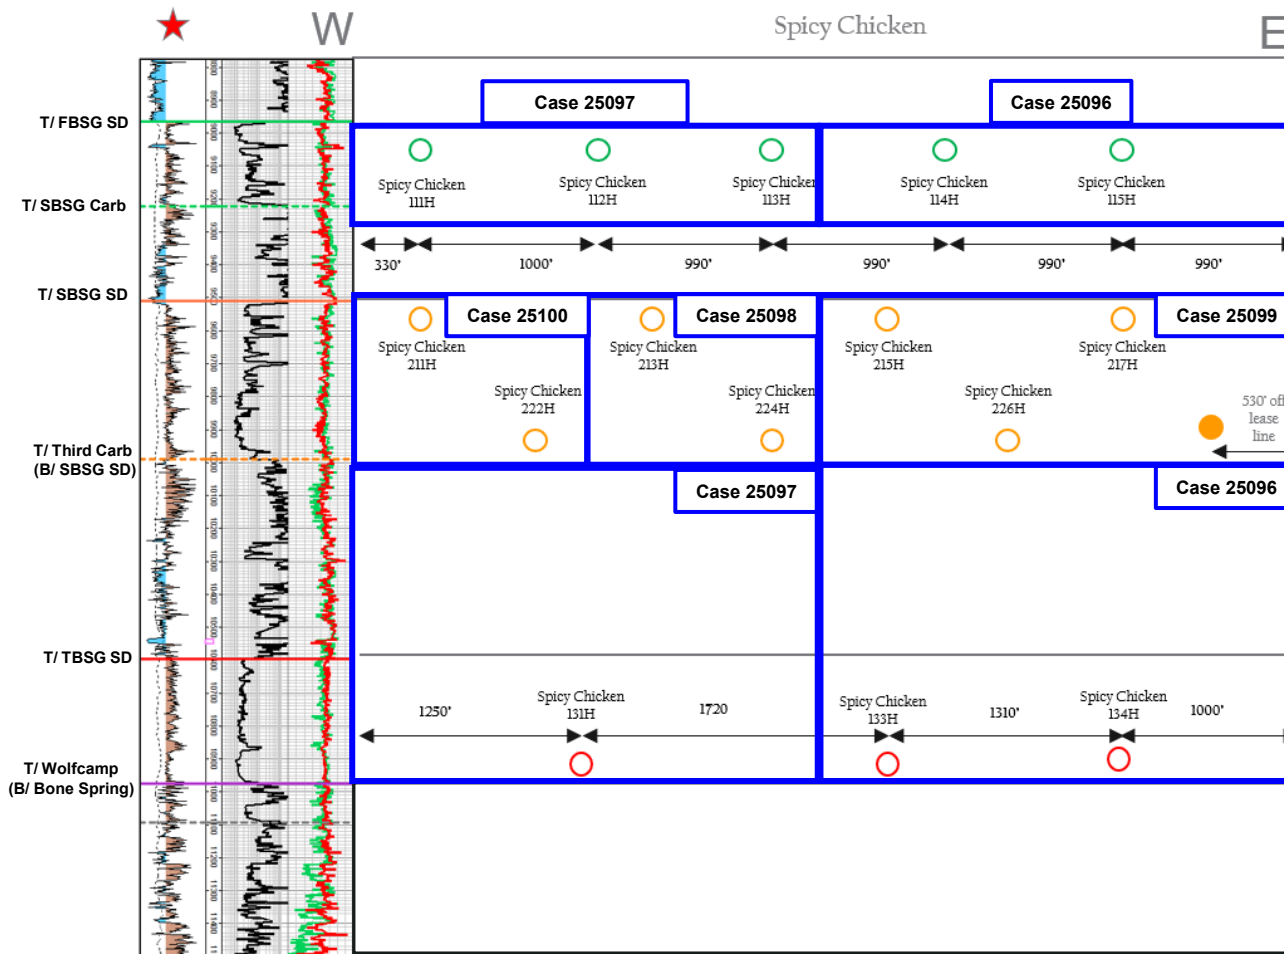 W
Spicy Chicken
E
Case 25097
Case 25096
T/ FBSG SD
Spicy Chicken
111H
Spicy Chicken
112H
Spicy Chicken
113H
Spicy Chicken
114H
Spicy Chicken
115H
T/ SBSG Carb
330'
1000'
990'
990'
990'
990'
T/ SBSG SD
Case 25100
Case 25098
Case 25099
Spicy Chicken
211H
Spicy Chicken
213H
Spicy Chicken
215H
Spicy Chicken
217H
Spicy Chicken
222H
Spicy Chicken
224H
Spicy Chicken
226H
530' off
lease
line
T/ Third Carb
(B/ SBSG SD)
Case 25097
Case 25096
T/ TBSG SD
1250'
Spicy Chicken
131H
1720
Spicy Chicken
133H
1310'
Spicy Chicken
134H
1000'
T/ Wolfcamp
(B/ Bone Spring)